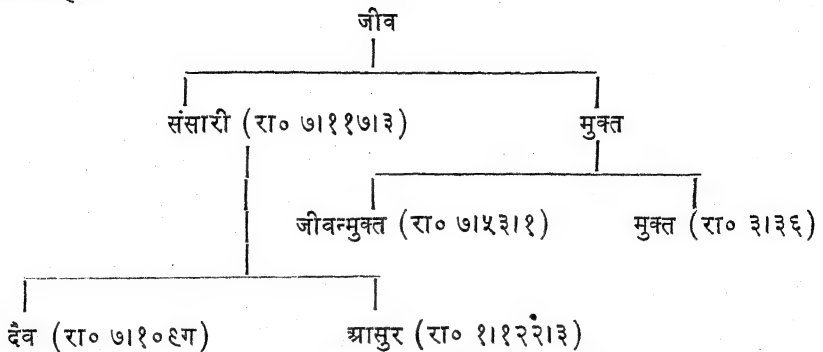 जीव
संसारी (रा० ७।११७।३) मुक्त
जीवन्मुक्त (रा० ७।५३।१) मुक्त (रा० ३।३६)
दैव (रा० ७।१०९ग) आसुर (रा० १।१२२।३)